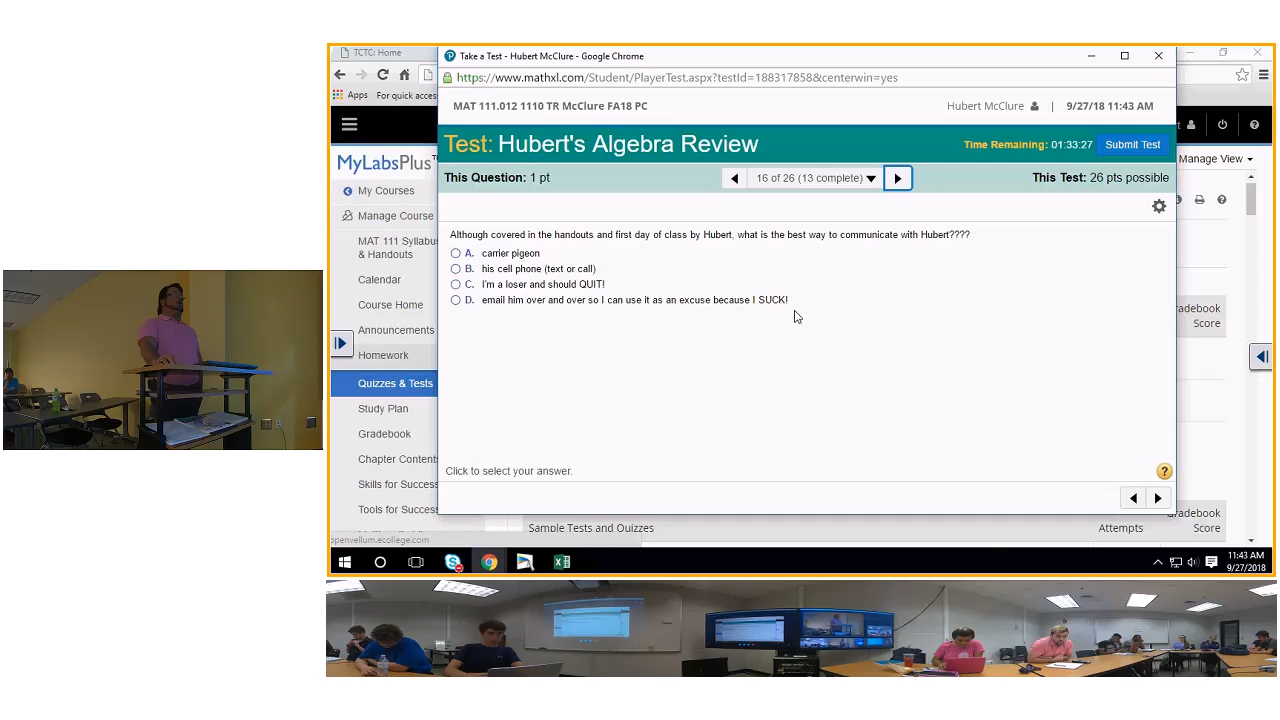 TCTC: Home
Take a Test - Hubert McClure - Google Chrome
https://www.mathxl.com/Student/PlayerTest.aspx?testId=188317858&centerwin=yes
Apps
For quick access
MAT 111.012 1110 TR McClure FA18 PC
Hubert McClure
9/27/18 11:43 AM
Test: Hubert's Algebra Review
Time Remaining: 01:33:27
Submit Test
MyLabsPlus
Manage View
This Question: 1 pt
16 of 26 (13 complete)
This Test: 26 pts possible
My Courses
Manage Course
MAT 111 Syllabus
& Handouts
Calendar
Course Home
Announcements
Homework
Quizzes & Tests
Study Plan
Gradebook
Chapter Contents
Skills for Success
Tools for Success
Although covered in the handouts and first day of class by Hubert, what is the best way to communicate with Hubert????
A. carrier pigeon
B. his cell phone (text or call)
C. I'm a loser and should QUIT!
D. email him over and over so I can use it as an excuse because I SUCK!
adebook
Score
Click to select your answer.
Sample Tests and Quizzes
Attempts
radebook
Score
openvellum.ecollege.com
11:43 AM
9/27/2018